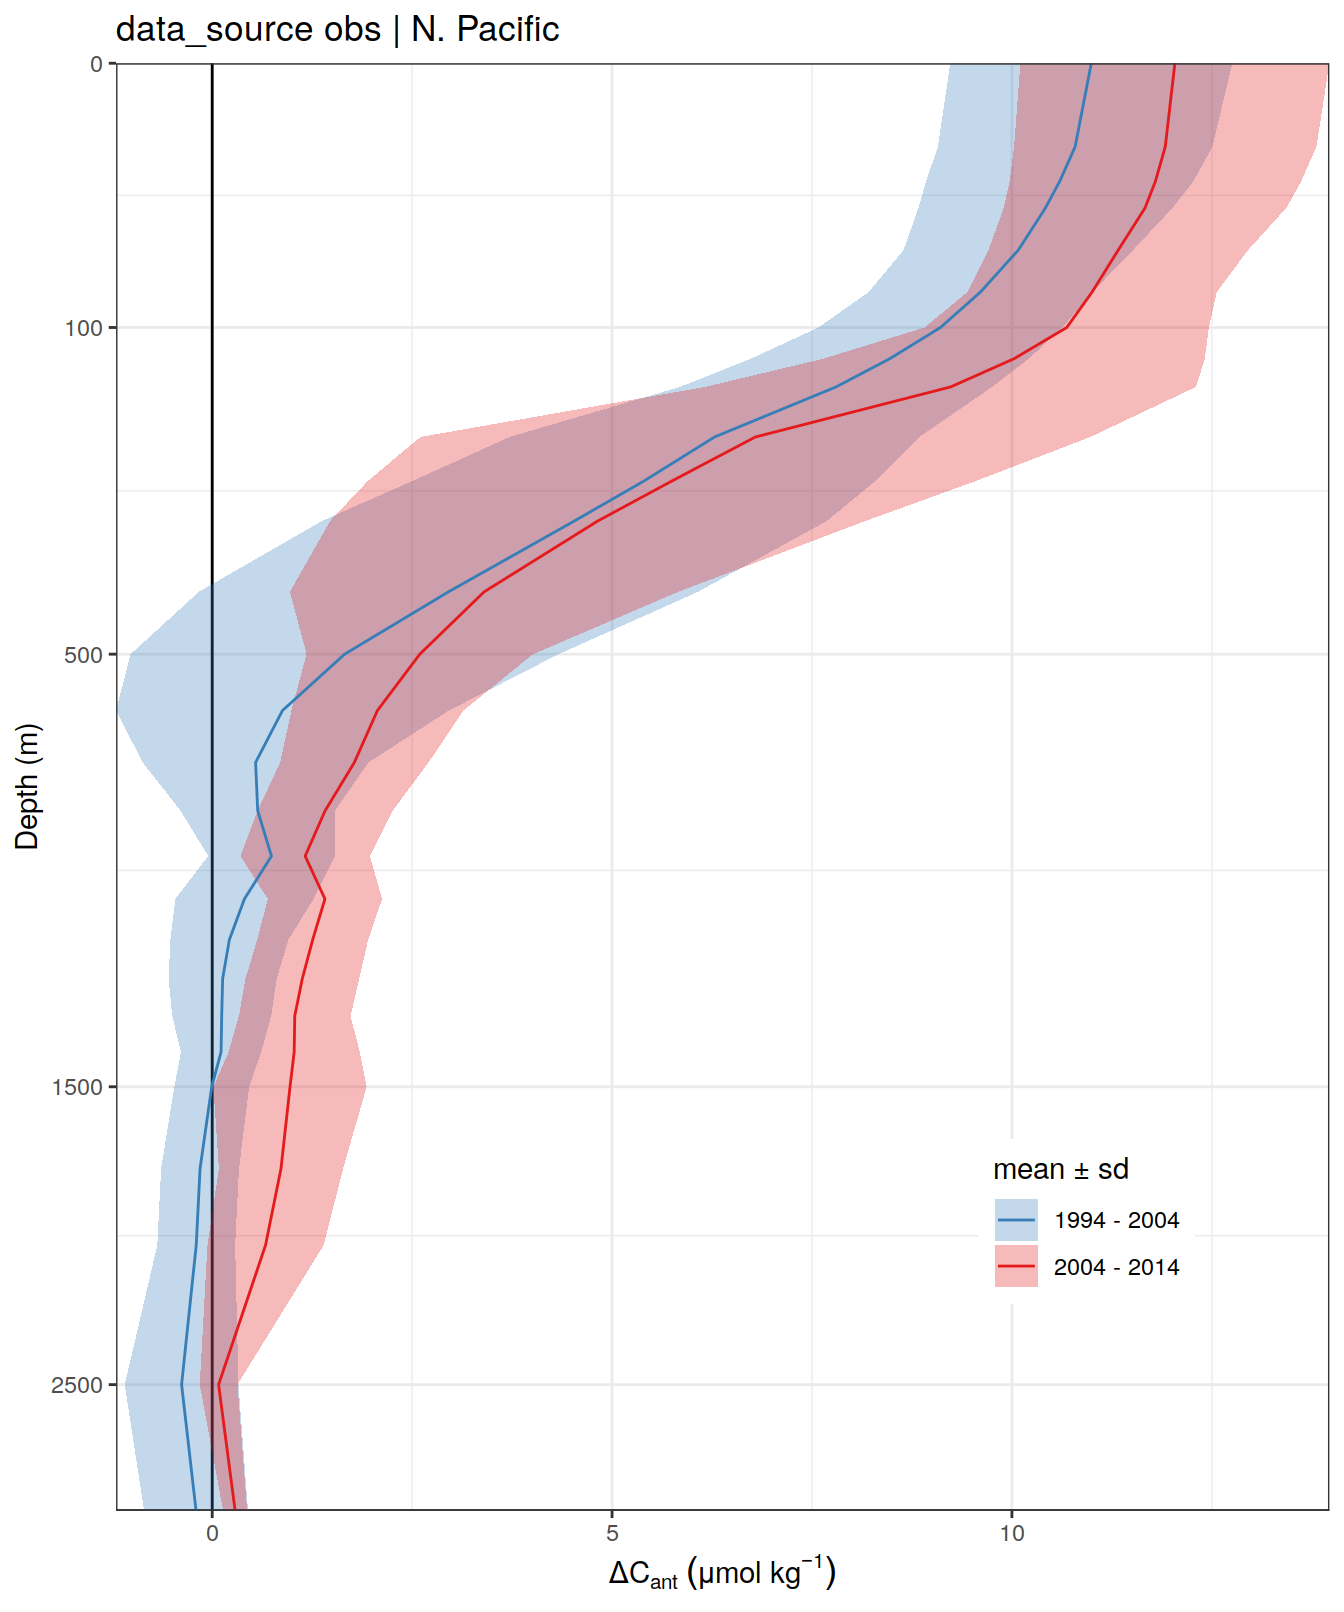 data_source obs | N. Pacific
0
100
500
1500
2500
Depth (m)
mean ± sd
1994 - 2004
2004 - 2014
0 5 10
ΔCant (μmol kg⁻¹)